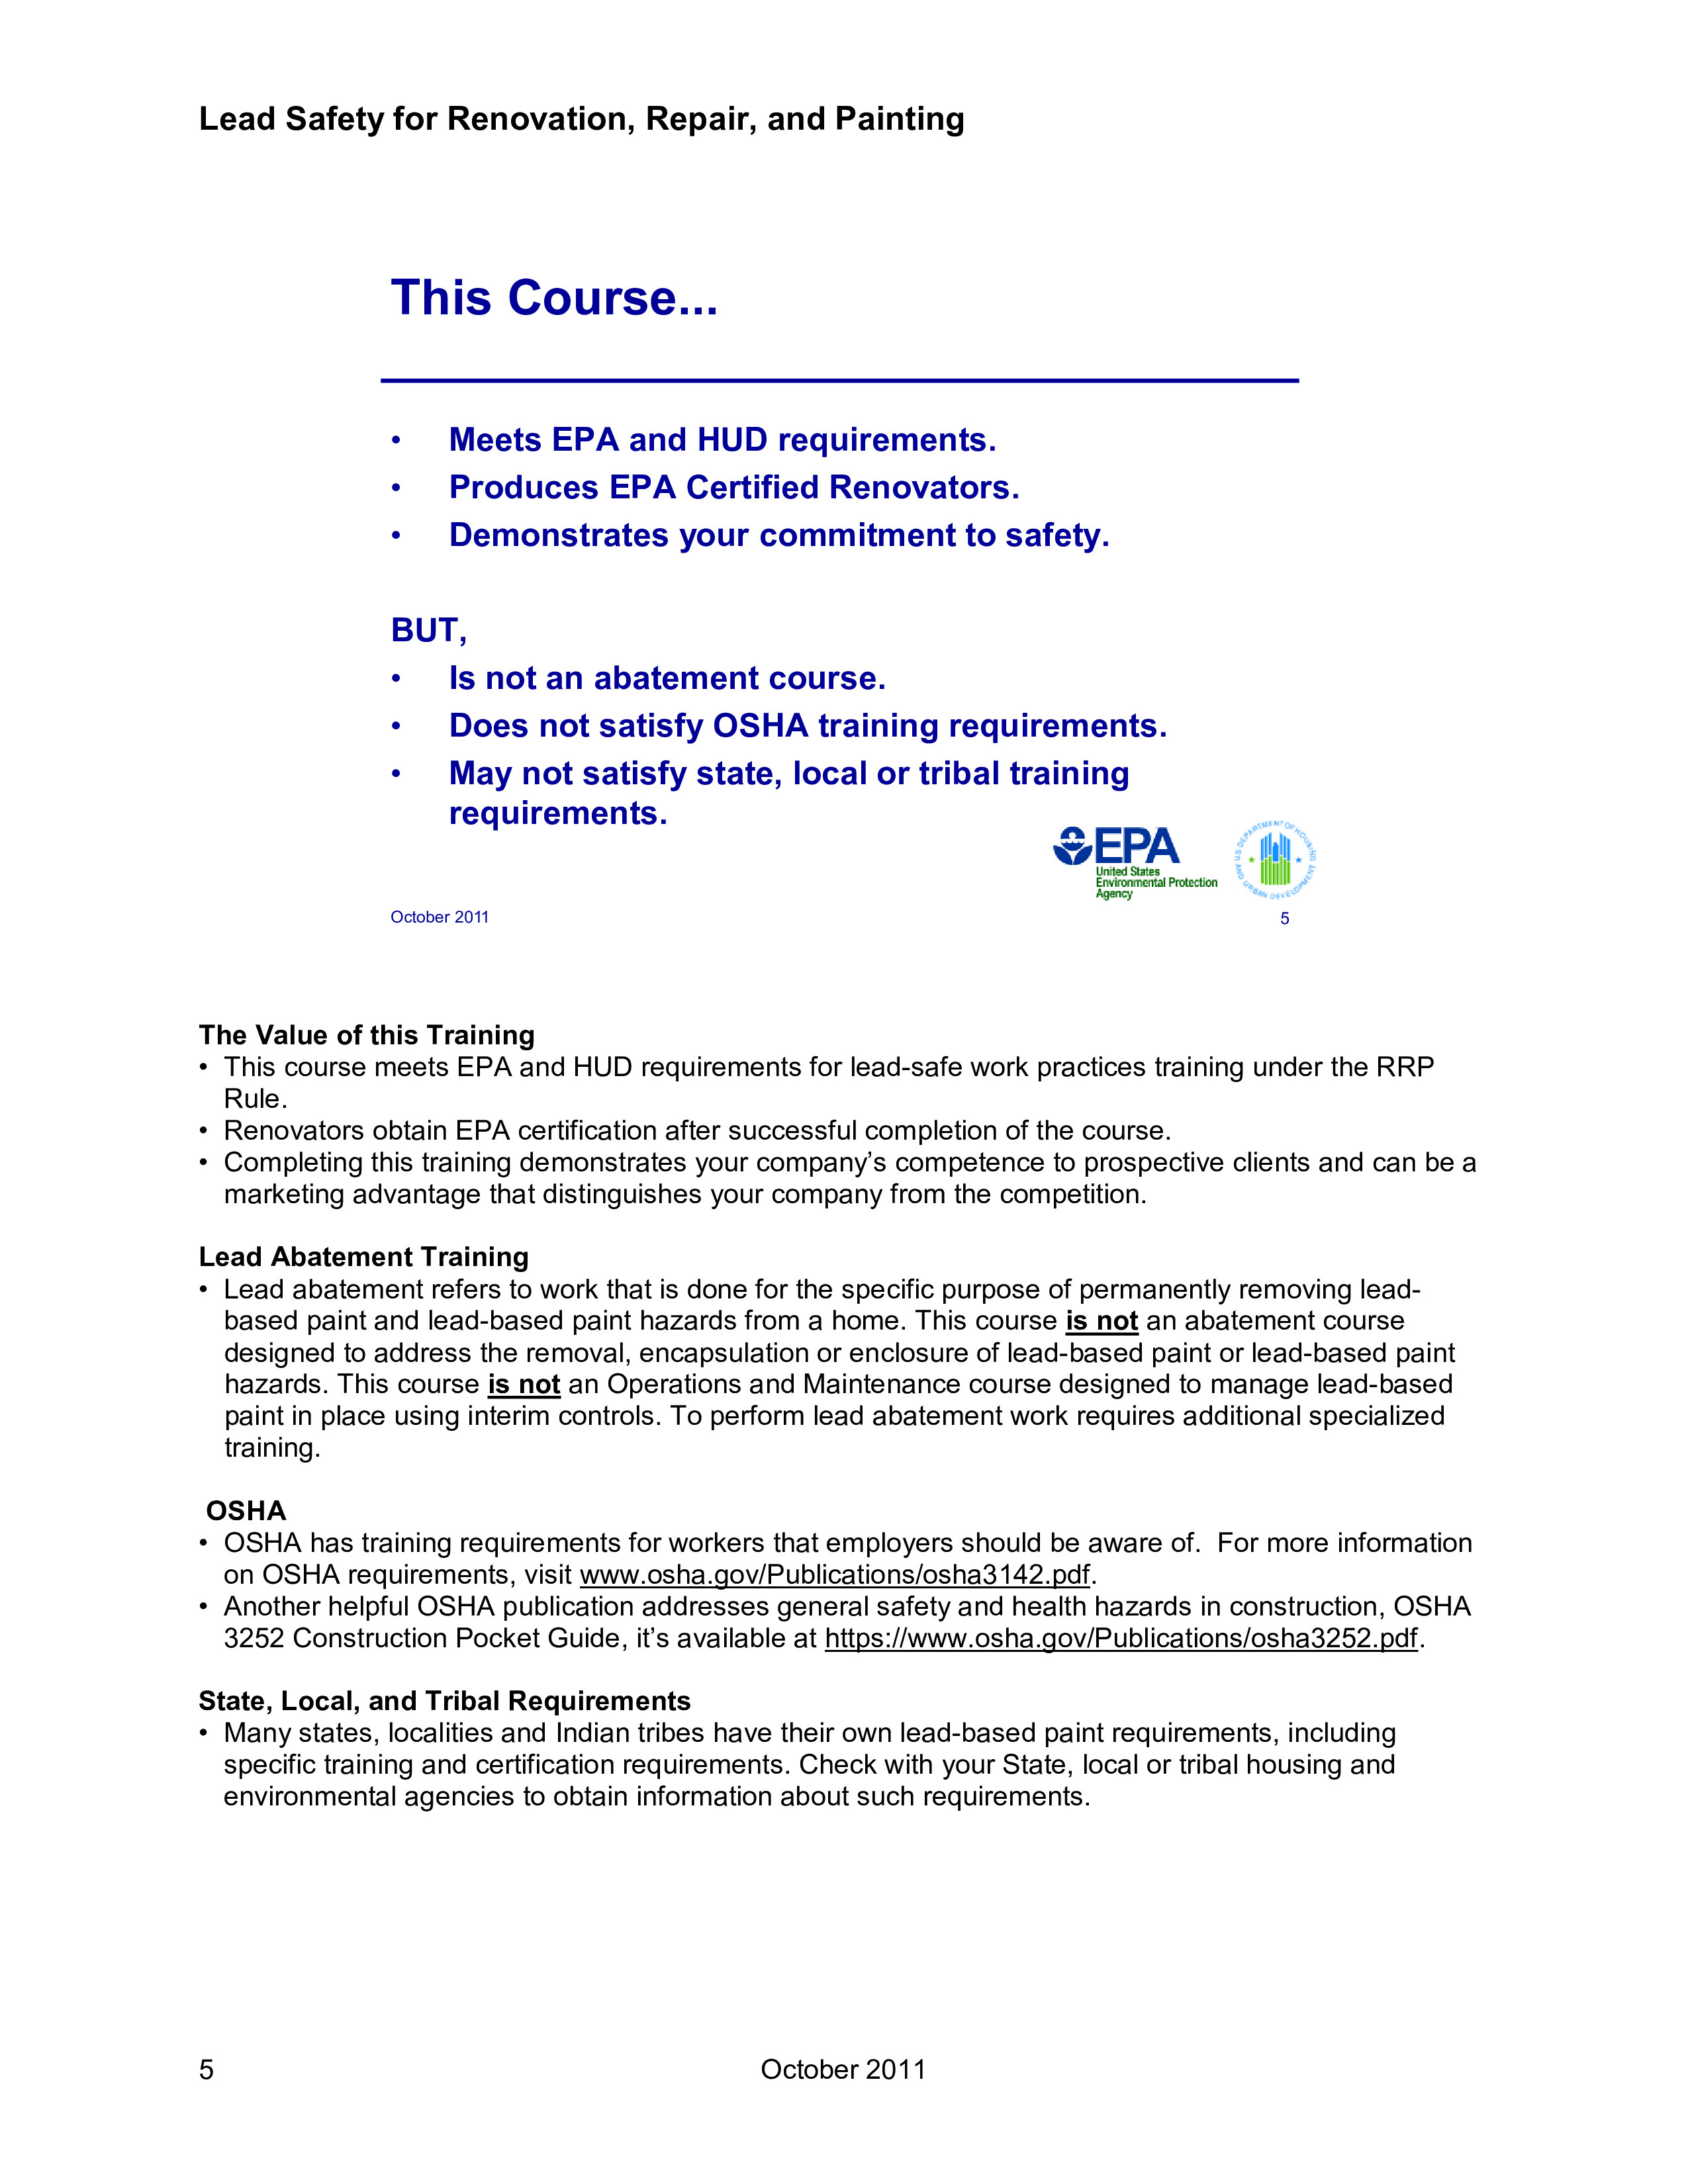 Lead Safety for Renovation, Repair, and Painting
This Course...
• Meets EPA and HUD requirements.
• Produces EPA Certified Renovators.
• Demonstrates your commitment to safety.
BUT,
• Is not an abatement course.
• Does not satisfy OSHA training requirements.
• May not satisfy state, local or tribal training
requirements.
EPA
United States
Environmental Protection
Agency
U.S. DEPARTMENT OF HOUSING AND URBAN DEVELOPMENT
October 2011
5
The Value of this Training
• This course meets EPA and HUD requirements for lead-safe work practices training under the RRP
Rule.
• Renovators obtain EPA certification after successful completion of the course.
• Completing this training demonstrates your company’s competence to prospective clients and can be a
marketing advantage that distinguishes your company from the competition.
Lead Abatement Training
• Lead abatement refers to work that is done for the specific purpose of permanently removing lead-
based paint and lead-based paint hazards from a home. This course is not an abatement course
designed to address the removal, encapsulation or enclosure of lead-based paint or lead-based paint
hazards. This course is not an Operations and Maintenance course designed to manage lead-based
paint in place using interim controls. To perform lead abatement work requires additional specialized
training.
OSHA
• OSHA has training requirements for workers that employers should be aware of.  For more information
on OSHA requirements, visit www.osha.gov/Publications/osha3142.pdf.
• Another helpful OSHA publication addresses general safety and health hazards in construction, OSHA
3252 Construction Pocket Guide, it’s available at https://www.osha.gov/Publications/osha3252.pdf.
State, Local, and Tribal Requirements
• Many states, localities and Indian tribes have their own lead-based paint requirements, including
specific training and certification requirements. Check with your State, local or tribal housing and
environmental agencies to obtain information about such requirements.
5
October 2011